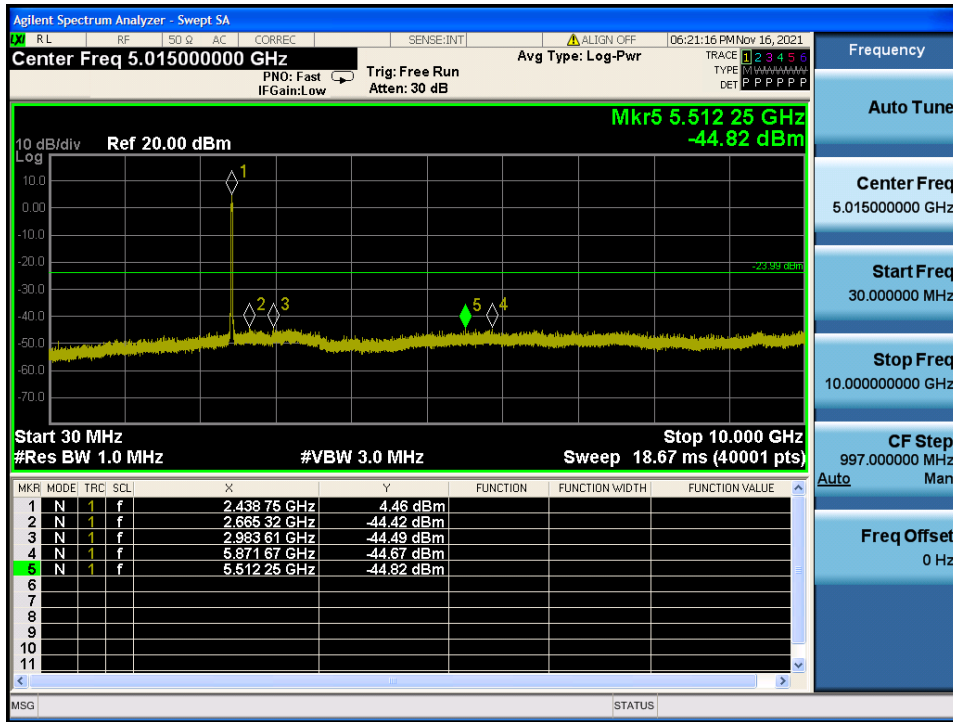 Agilent Spectrum Analyzer - Swept SA
LXI RL RF 50 Ω AC CORREC SENSE:INT ALIGN OFF 06:21:16 PM Nov 16, 2021
Center Freq 5.015000000 GHz Avg Type: Log-Pwr TRACE 1 2 3 4 5 6
PNO: Fast Trig: Free Run TYPE M WWWWW
IFGain:Low Atten: 30 dB DET P P P P P P
Mkr5 5.512 25 GHz
10 dB/div Ref 20.00 dBm -44.82 dBm
Log
10.0
0.00
-10.0
-20.0
-23.99 dBm
-30.0
-40.0
-50.0
-60.0
-70.0
1
2
3
5
4
Start 30 MHz Stop 10.000 GHz
#Res BW 1.0 MHz #VBW 3.0 MHz Sweep 18.67 ms (40001 pts)
MKR MODE TRC SCL X Y FUNCTION FUNCTION WIDTH FUNCTION VALUE
1 N 1 f 2.438 75 GHz 4.46 dBm
2 N 1 f 2.665 32 GHz -44.42 dBm
3 N 1 f 2.983 61 GHz -44.49 dBm
4 N 1 f 5.871 67 GHz -44.67 dBm
5 N 1 f 5.512 25 GHz -44.82 dBm
6
7
8
9
10
11
MSG STATUS
Frequency
Auto Tune
Center Freq
5.015000000 GHz
Start Freq
30.000000 MHz
Stop Freq
10.000000000 GHz
CF Step
997.000000 MHz
Auto Man
Freq Offset
0 Hz